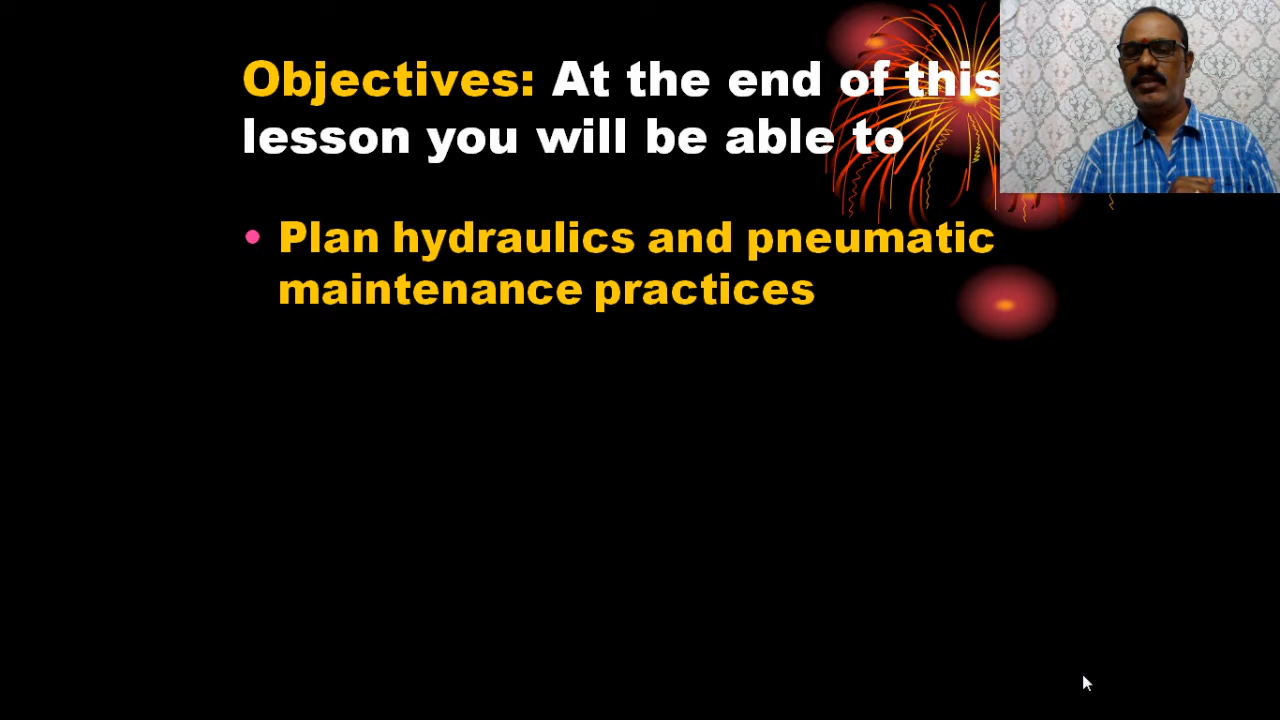 Objectives: At the end of this
lesson you will be able to
• Plan hydraulics and pneumatic
maintenance practices